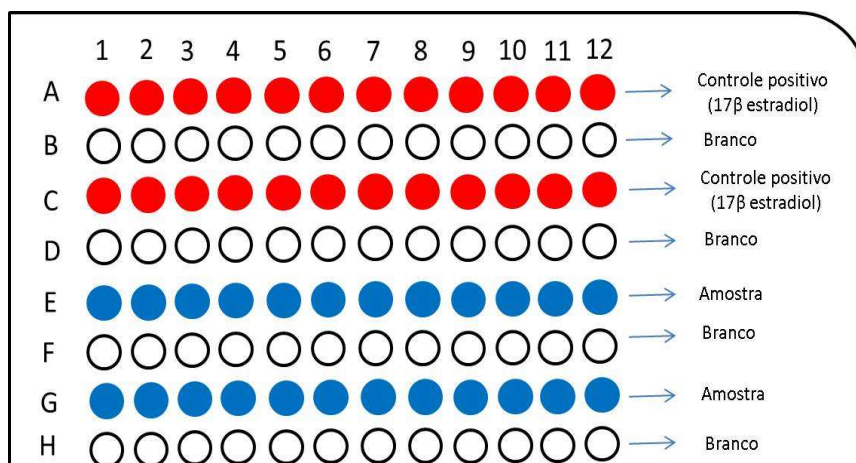 1 2 3 4 5 6 7 8 9 10 11 12
A Controle positivo
(17β estradiol)
B Branco
C Controle positivo
(17β estradiol)
D Branco
E Amostra
F Branco
G Amostra
H Branco